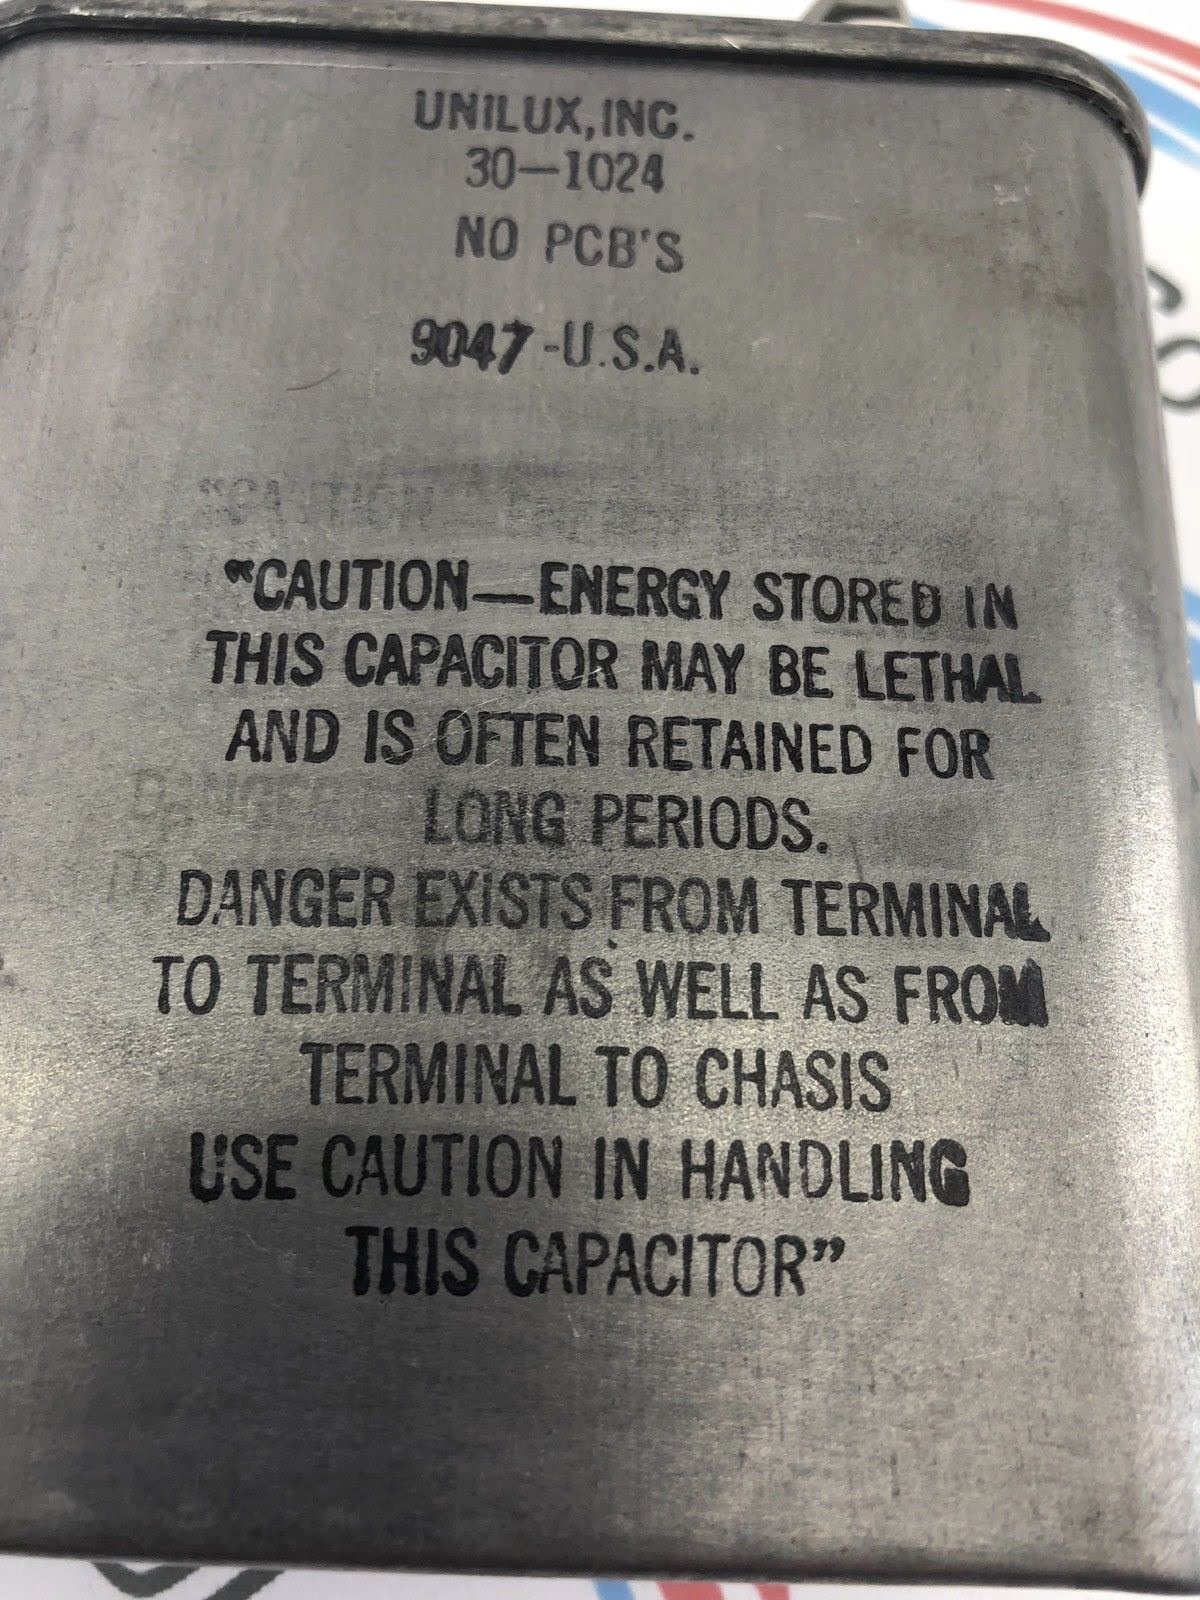 UNILUX, INC.
30-1024
NO PCB'S
9047-U.S.A.
"CAUTION
"CAUTION—ENERGY STORED IN
THIS CAPACITOR MAY BE LETHAL
AND IS OFTEN RETAINED FOR
LONG PERIODS.
DANGER EXISTS FROM TERMINAL
TO TERMINAL AS WELL AS FROM
TERMINAL TO CHASIS
USE CAUTION IN HANDLING
THIS CAPACITOR"